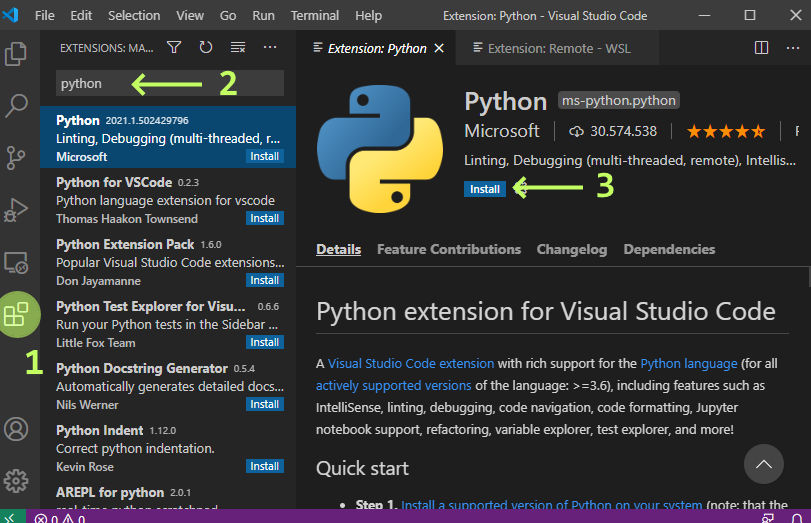 File Edit Selection View Go Run Terminal Help Extension: Python - Visual Studio Code
EXTENSIONS: MA...
python
2
Python 2021.1.502429796
Linting, Debugging (multi-threaded, r...
Microsoft Install
Python for VSCode 0.2.3
Python language extension for vscode
Thomas Haakon Townsend Install
Python Extension Pack 1.6.0
Popular Visual Studio Code extensions...
Don Jayamanne Install
Python Test Explorer for Visu... 0.6.6
Run your Python tests in the Sidebar ...
Little Fox Team Install
1
Python Docstring Generator 0.5.4
Automatically generates detailed docs...
Nils Werner Install
Python Indent 1.12.0
Correct python indentation.
Kevin Rose Install
AREPL for python 2.0.1
real-time python scratchpad
Extension: Python Extension: Remote - WSL
Python ms-python.python
Microsoft 30.574.538
Linting, Debugging (multi-threaded, remote), Intellis...
Install 3
Details Feature Contributions Changelog Dependencies
Python extension for Visual Studio Code
A Visual Studio Code extension with rich support for the Python language (for all
actively supported versions of the language: >=3.6), including features such as
IntelliSense, linting, debugging, code navigation, code formatting, Jupyter
notebook support, refactoring, variable explorer, test explorer, and more!
Quick start
• Step 1. Install a supported version of Python on your system (note: that the
0 0